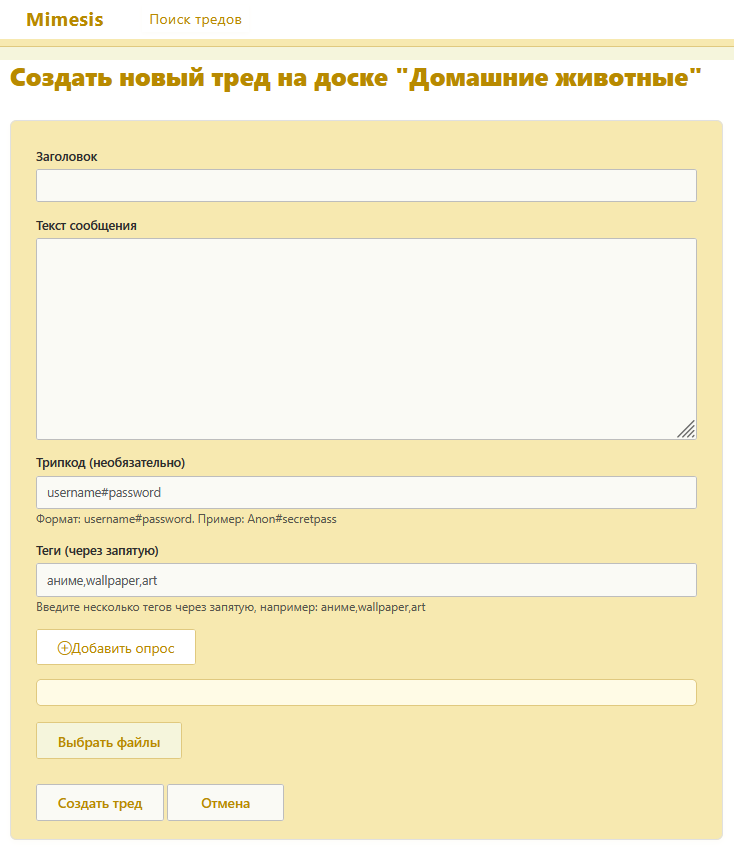 Mimesis
Поиск тредов
Создать новый тред на доске "Домашние животные"
Заголовок
Текст сообщения
Трипкод (необязательно)
username#password
Формат: username#password. Пример: Anon#secretpass
Теги (через запятую)
аниме,wallpaper,art
Введите несколько тегов через запятую, например: аниме,wallpaper,art
Добавить опрос
Выбрать файлы
Создать тред
Отмена